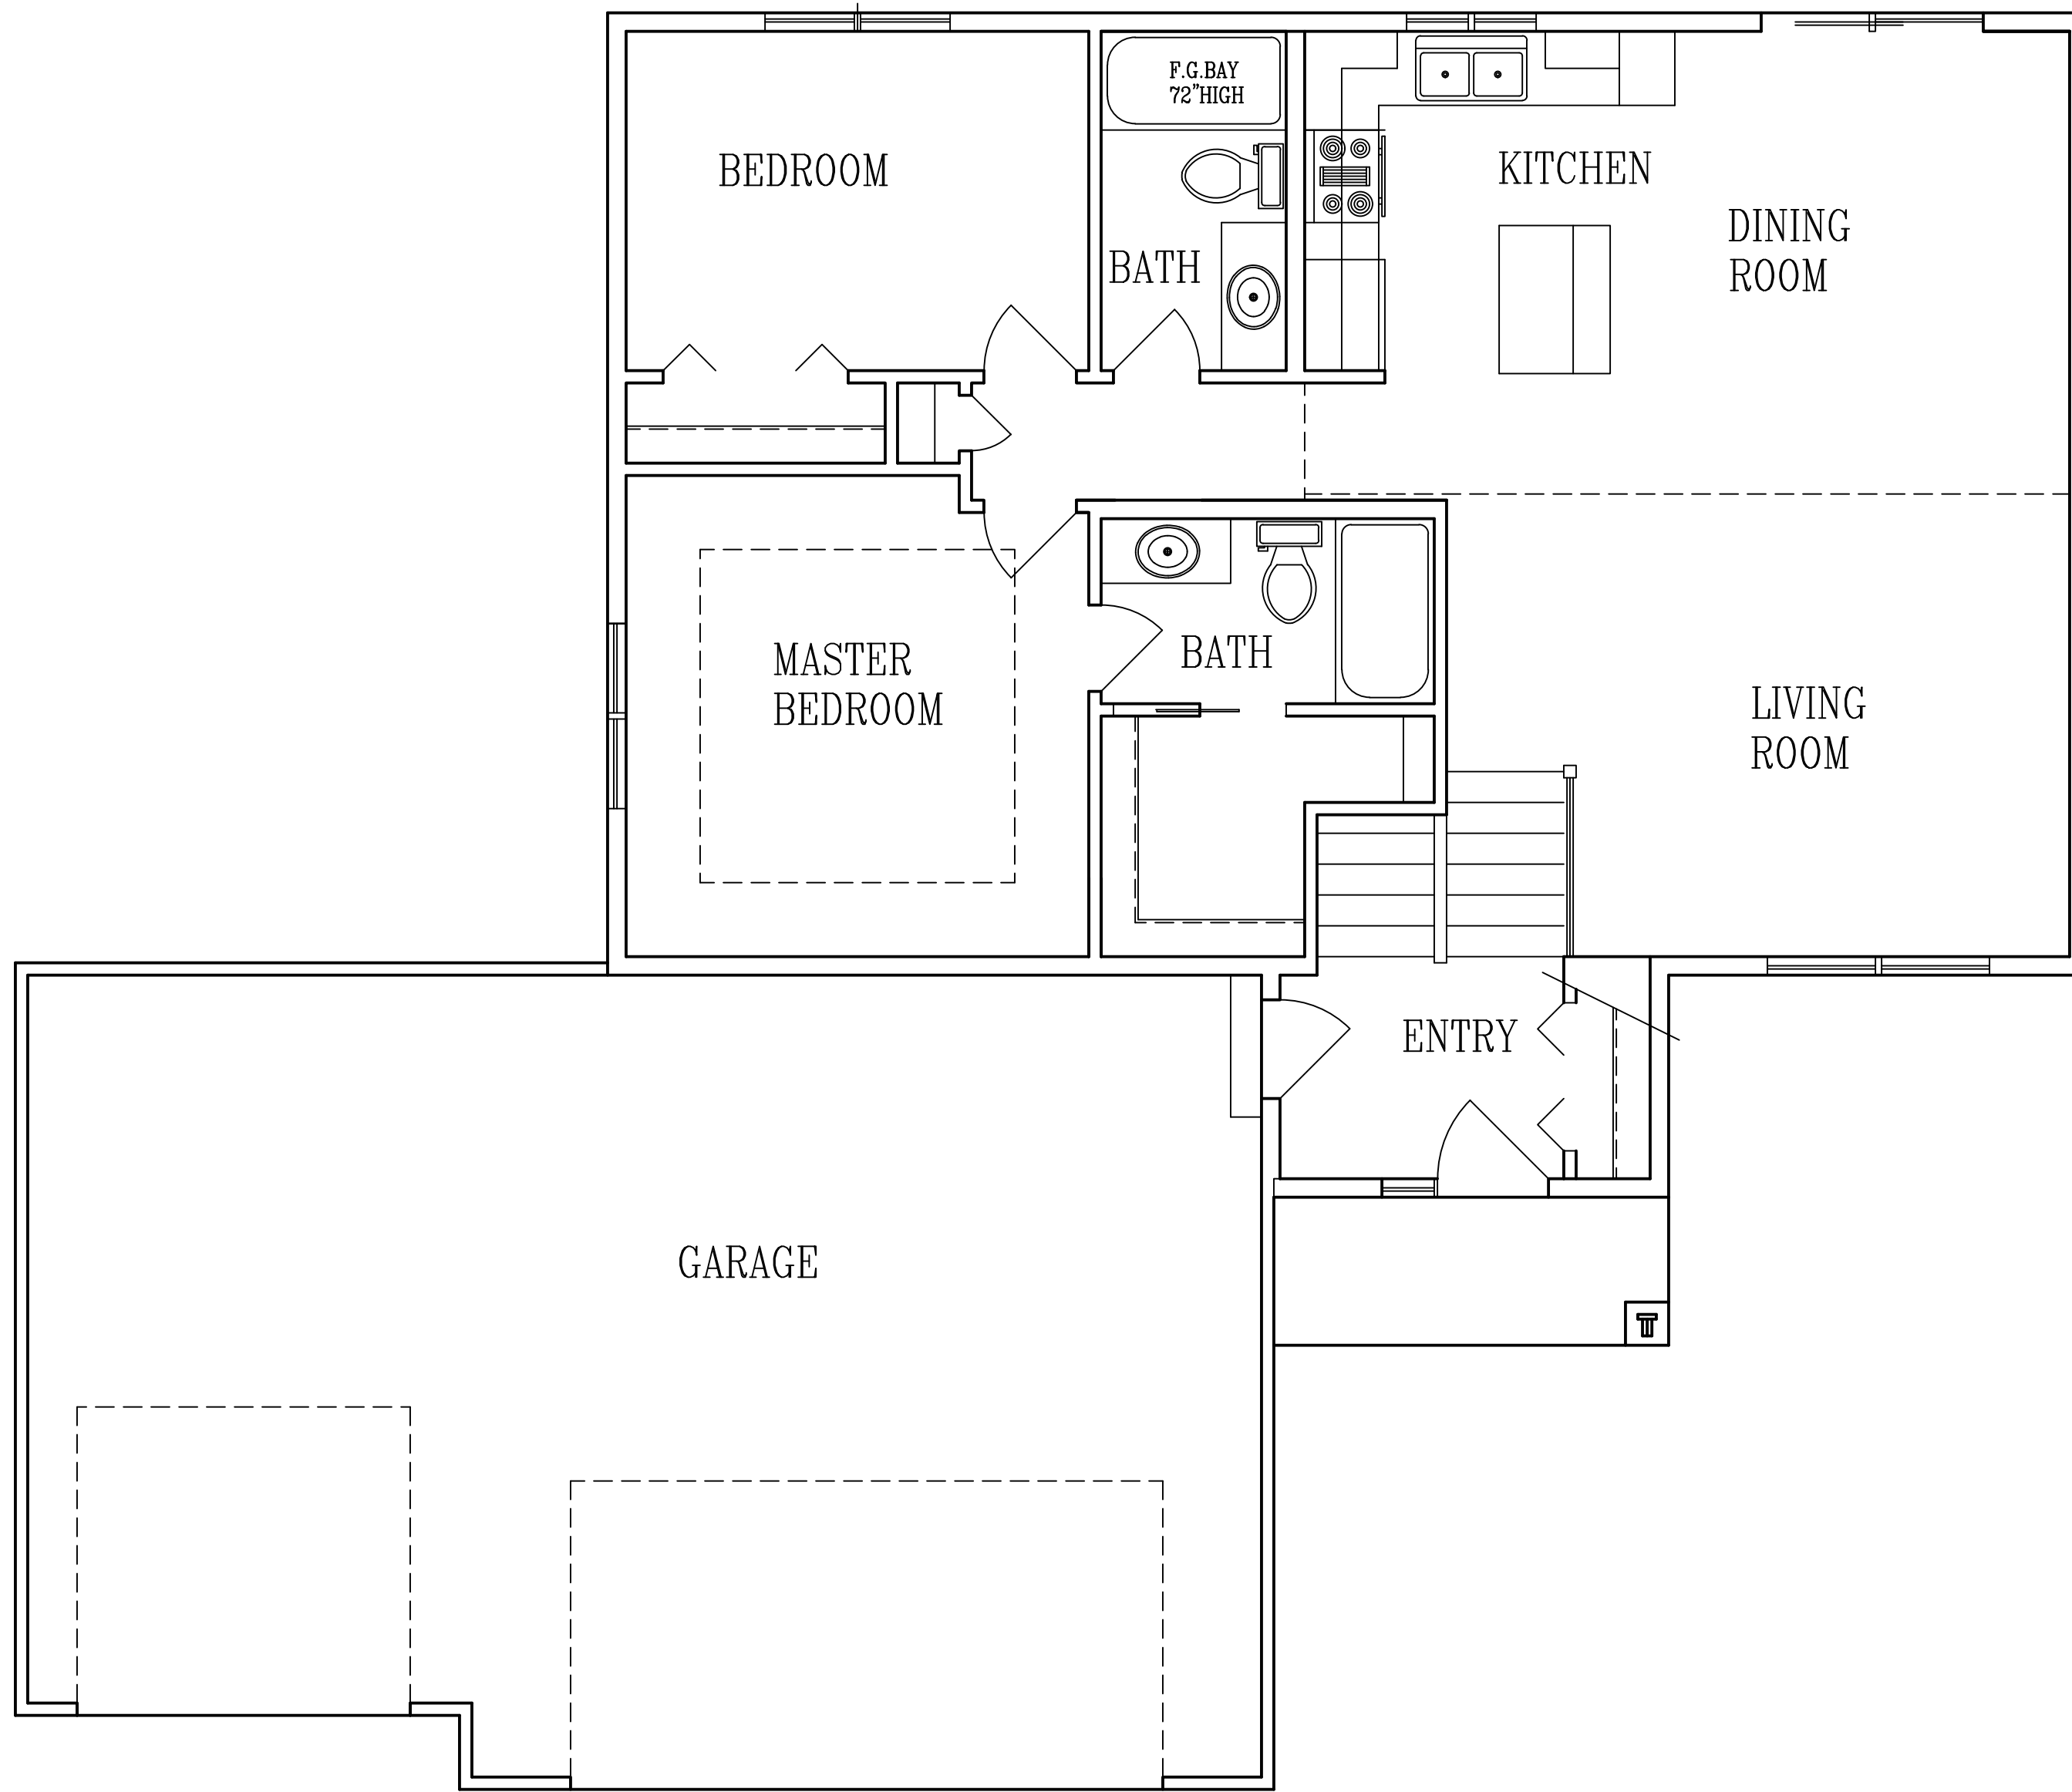 F.G.BAY
72"HIGH
BEDROOM
KITCHEN
DINING
ROOM
BATH
MASTER
BEDROOM
BATH
LIVING
ROOM
ENTRY
GARAGE